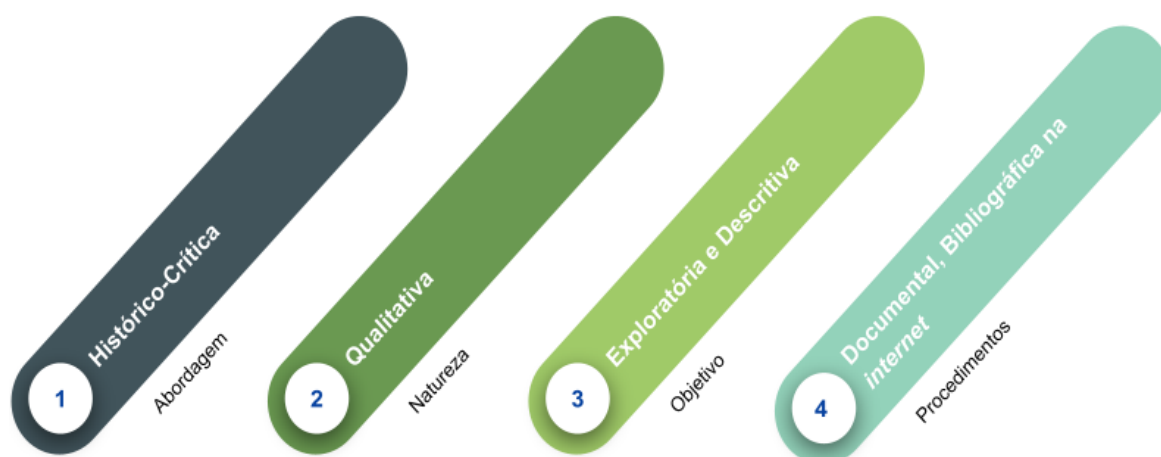 1
Histórico-Crítica
Abordagem
2
Qualitativa
Natureza
3
Exploratória e Descritiva
Objetivo
4
Documental, Bibliográfica na
internet
Procedimentos